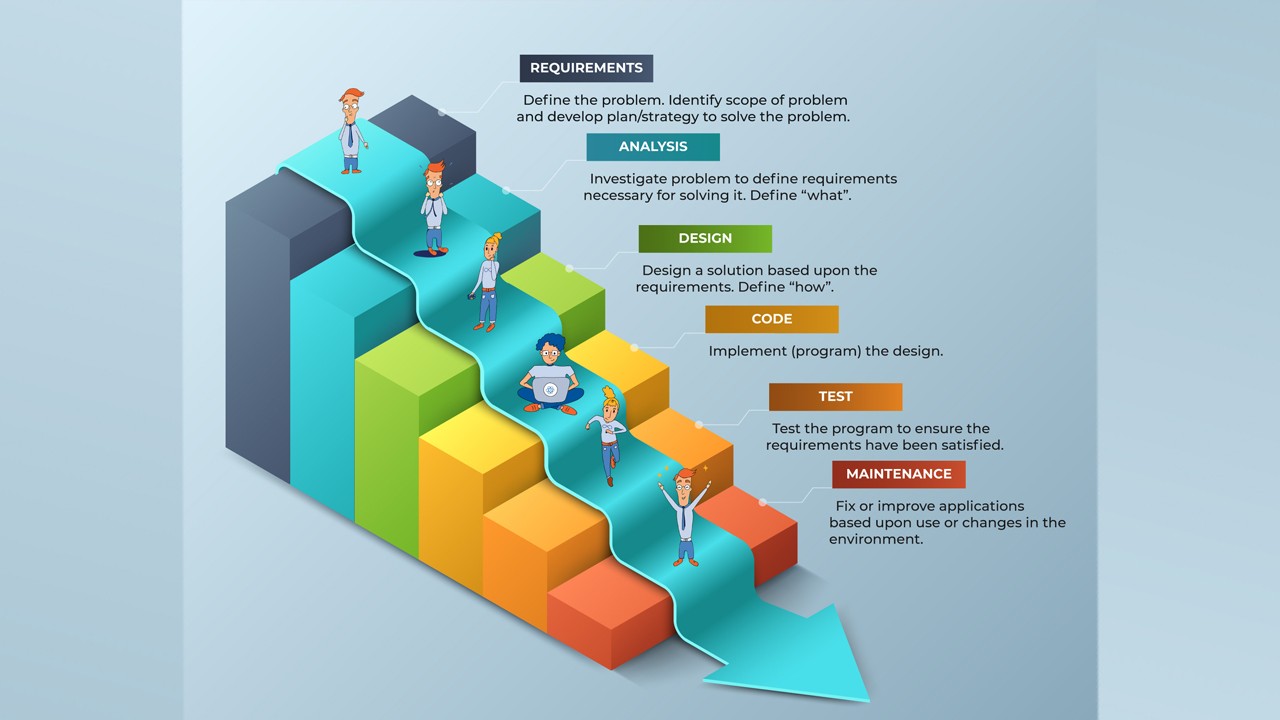 REQUIREMENTS
Define the problem. Identify scope of problem
and develop plan/strategy to solve the problem.
ANALYSIS
Investigate problem to define requirements
necessary for solving it. Define “what”.
DESIGN
Design a solution based upon the
requirements. Define “how”.
CODE
Implement (program) the design.
TEST
Test the program to ensure the
requirements have been satisfied.
MAINTENANCE
Fix or improve applications
based upon use or changes in the
environment.